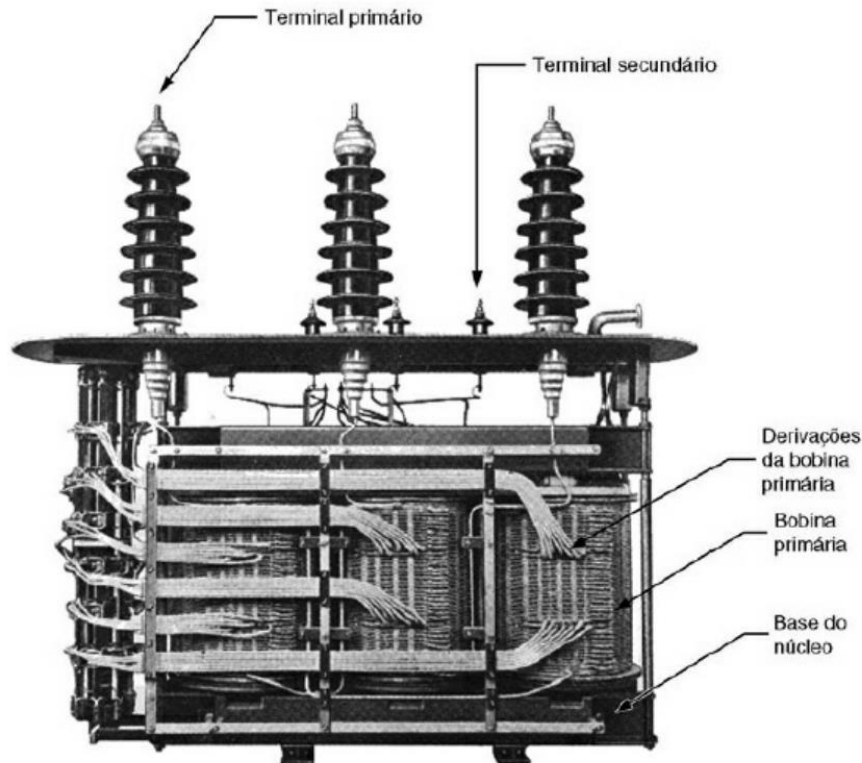 Terminal primário
Terminal secundário
Derivações
da bobina
primária
Bobina
primária
Base do
núcleo